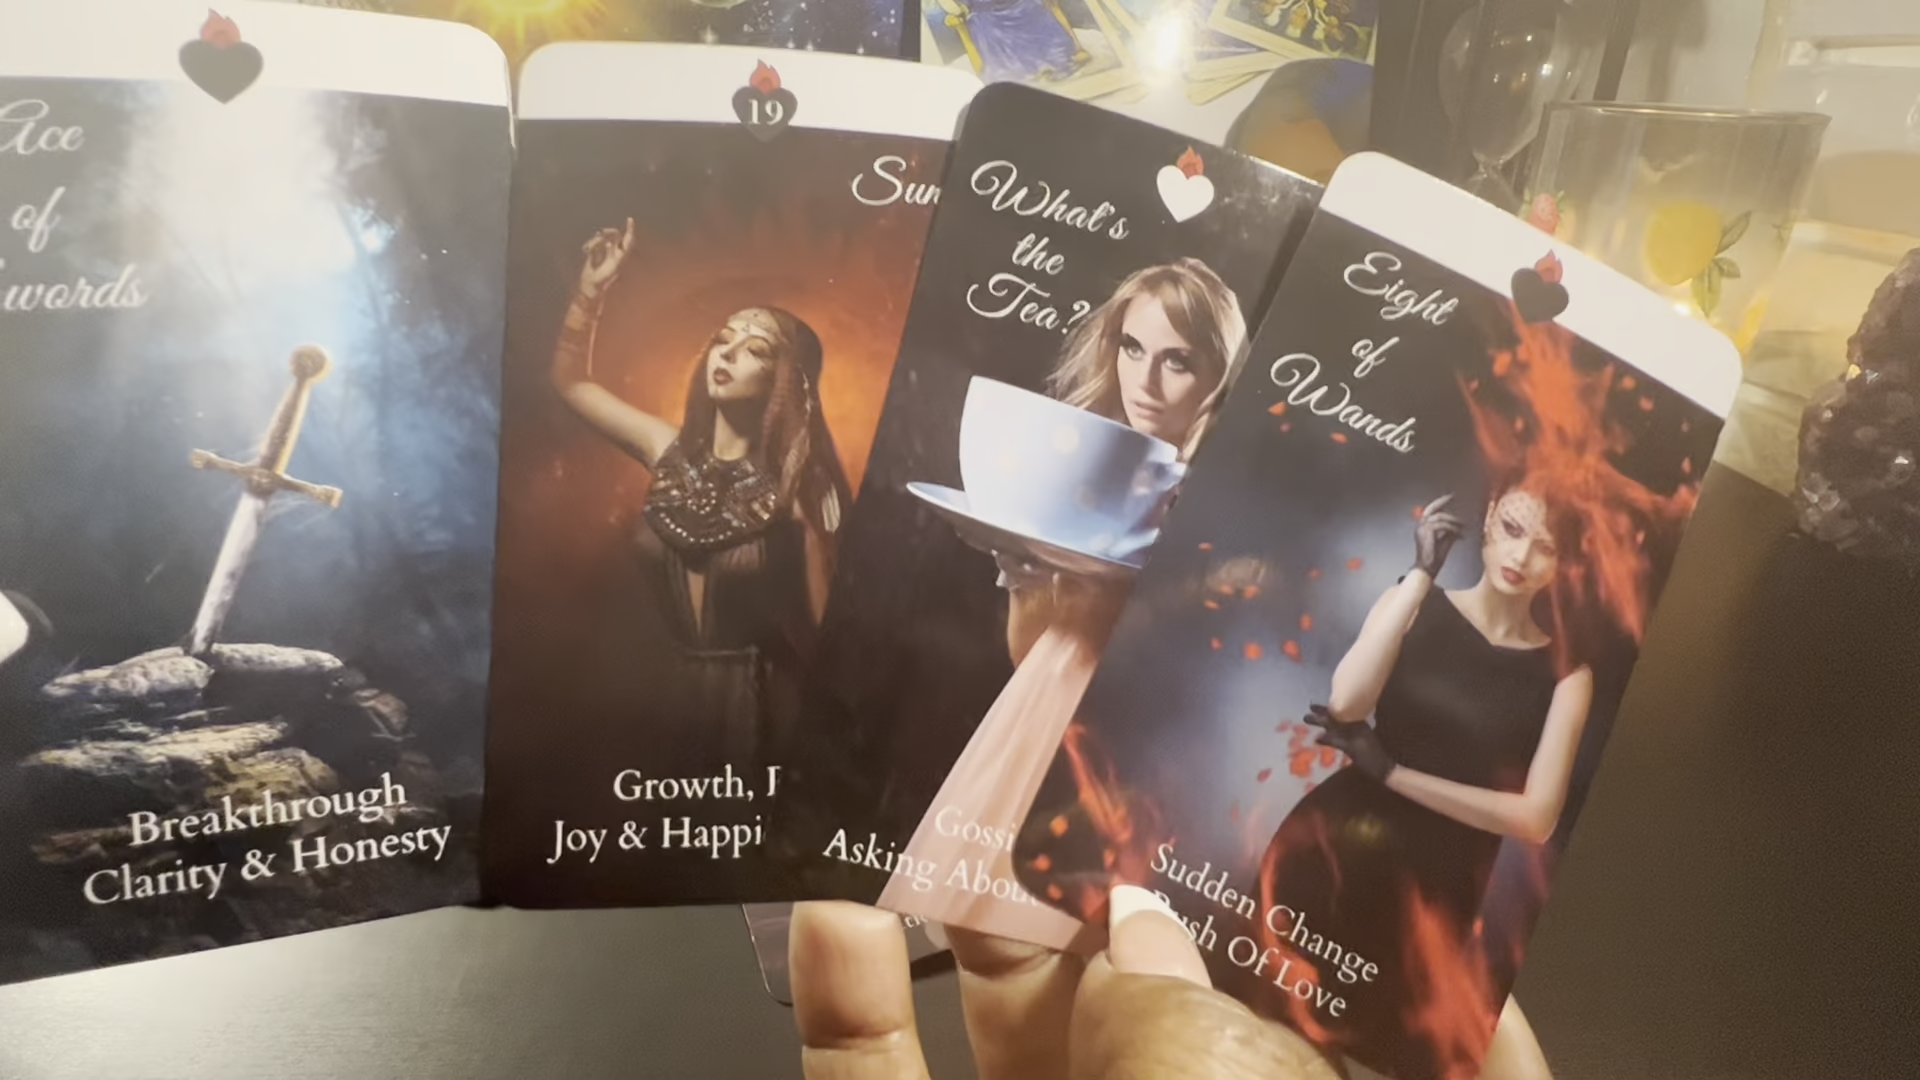 Ace
of
words
Breakthrough
Clarity & Honesty
19
Sun
Growth,
Joy & Happi
What's
the
Tea?
Gossi
Asking Abou
Eight
of
Wands
Sudden Change
Rush Of Love